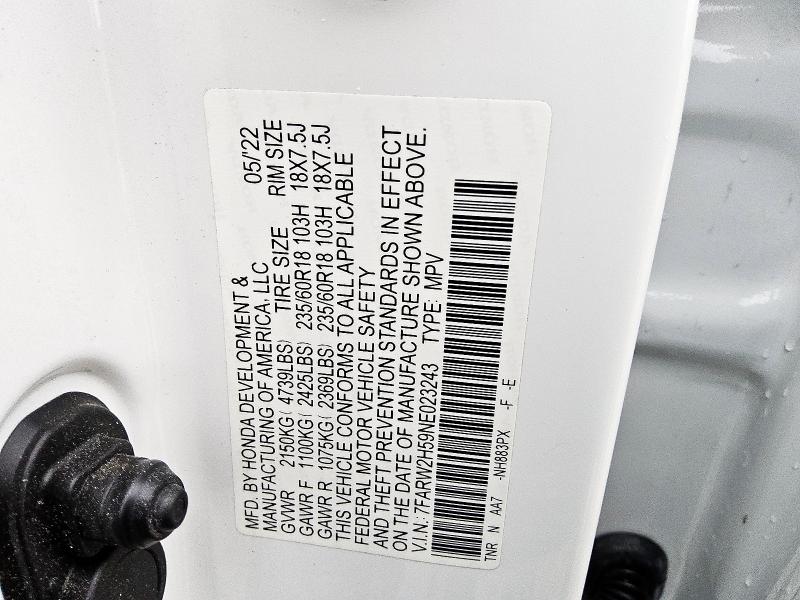 MFD. BY HONDA DEVELOPMENT &
MANUFACTURING OF AMERICA, LLC 05/'22
GVWR 2150KG( 4739LBS) TIRE SIZE RIM SIZE
GAWR F 1100KG( 2425LBS) 235/60R18 103H 18X7.5J
GAWR R 1075KG( 2369LBS) 235/60R18 103H 18X7.5J
THIS VEHICLE CONFORMS TO ALL APPLICABLE
FEDERAL MOTOR VEHICLE SAFETY
AND THEFT PREVENTION STANDARDS IN EFFECT
ON THE DATE OF MANUFACTURE SHOWN ABOVE.
V.I.N.: 7FARW2H59NE023243 TYPE: MPV
TNR N AA7 -NH883PX -F -E